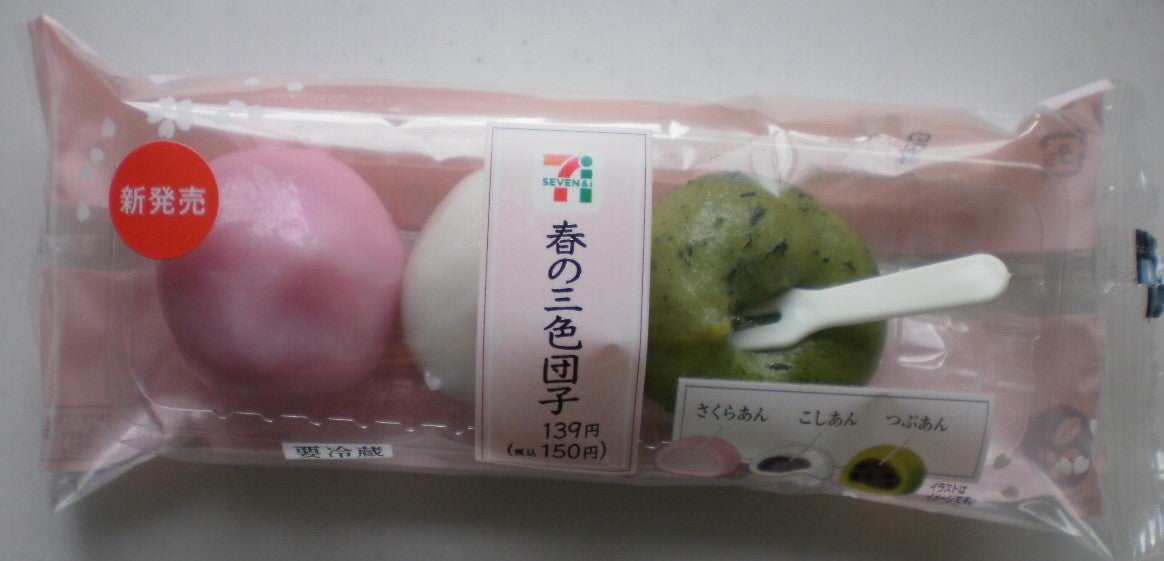 新発売
SEVEN&i
春の三色団子
139円
(税込150円)
さくらあん
こしあん
つぶあん
イラストは
イメージです。
要冷蔵